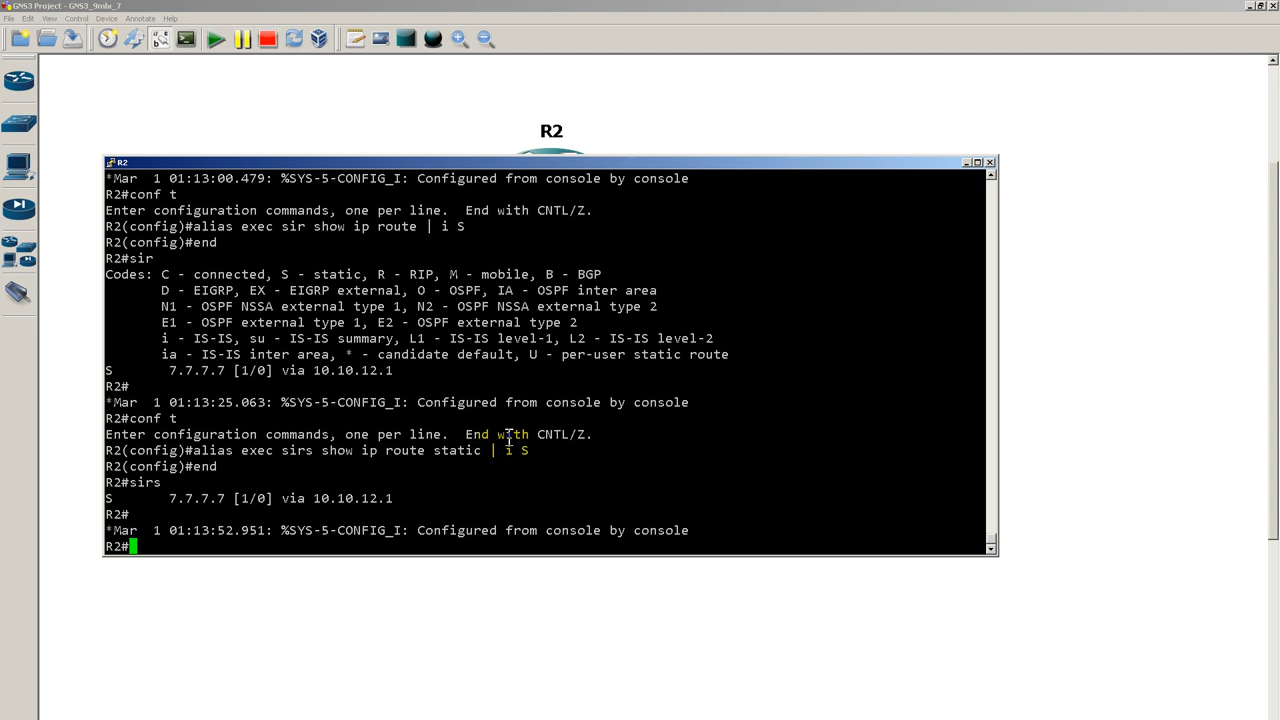 GNS3 Project - GNS3_9mlx_7
File Edit View Control Device Annotate Help
R2
R2
*Mar  1 01:13:00.479: %SYS-5-CONFIG_I: Configured from console by console
R2#conf t
Enter configuration commands, one per line.  End with CNTL/Z.
R2(config)#alias exec sir show ip route | i S
R2(config)#end
R2#sir
Codes: C - connected, S - static, R - RIP, M - mobile, B - BGP
       D - EIGRP, EX - EIGRP external, O - OSPF, IA - OSPF inter area
       N1 - OSPF NSSA external type 1, N2 - OSPF NSSA external type 2
       E1 - OSPF external type 1, E2 - OSPF external type 2
       i - IS-IS, su - IS-IS summary, L1 - IS-IS level-1, L2 - IS-IS level-2
       ia - IS-IS inter area, * - candidate default, U - per-user static route
S       7.7.7.7 [1/0] via 10.10.12.1
R2#
*Mar  1 01:13:25.063: %SYS-5-CONFIG_I: Configured from console by console
R2#conf t
Enter configuration commands, one per line.  End with CNTL/Z.
R2(config)#alias exec sirs show ip route static | i S
R2(config)#end
R2#sirs
S       7.7.7.7 [1/0] via 10.10.12.1
R2#
*Mar  1 01:13:52.951: %SYS-5-CONFIG_I: Configured from console by console
R2#